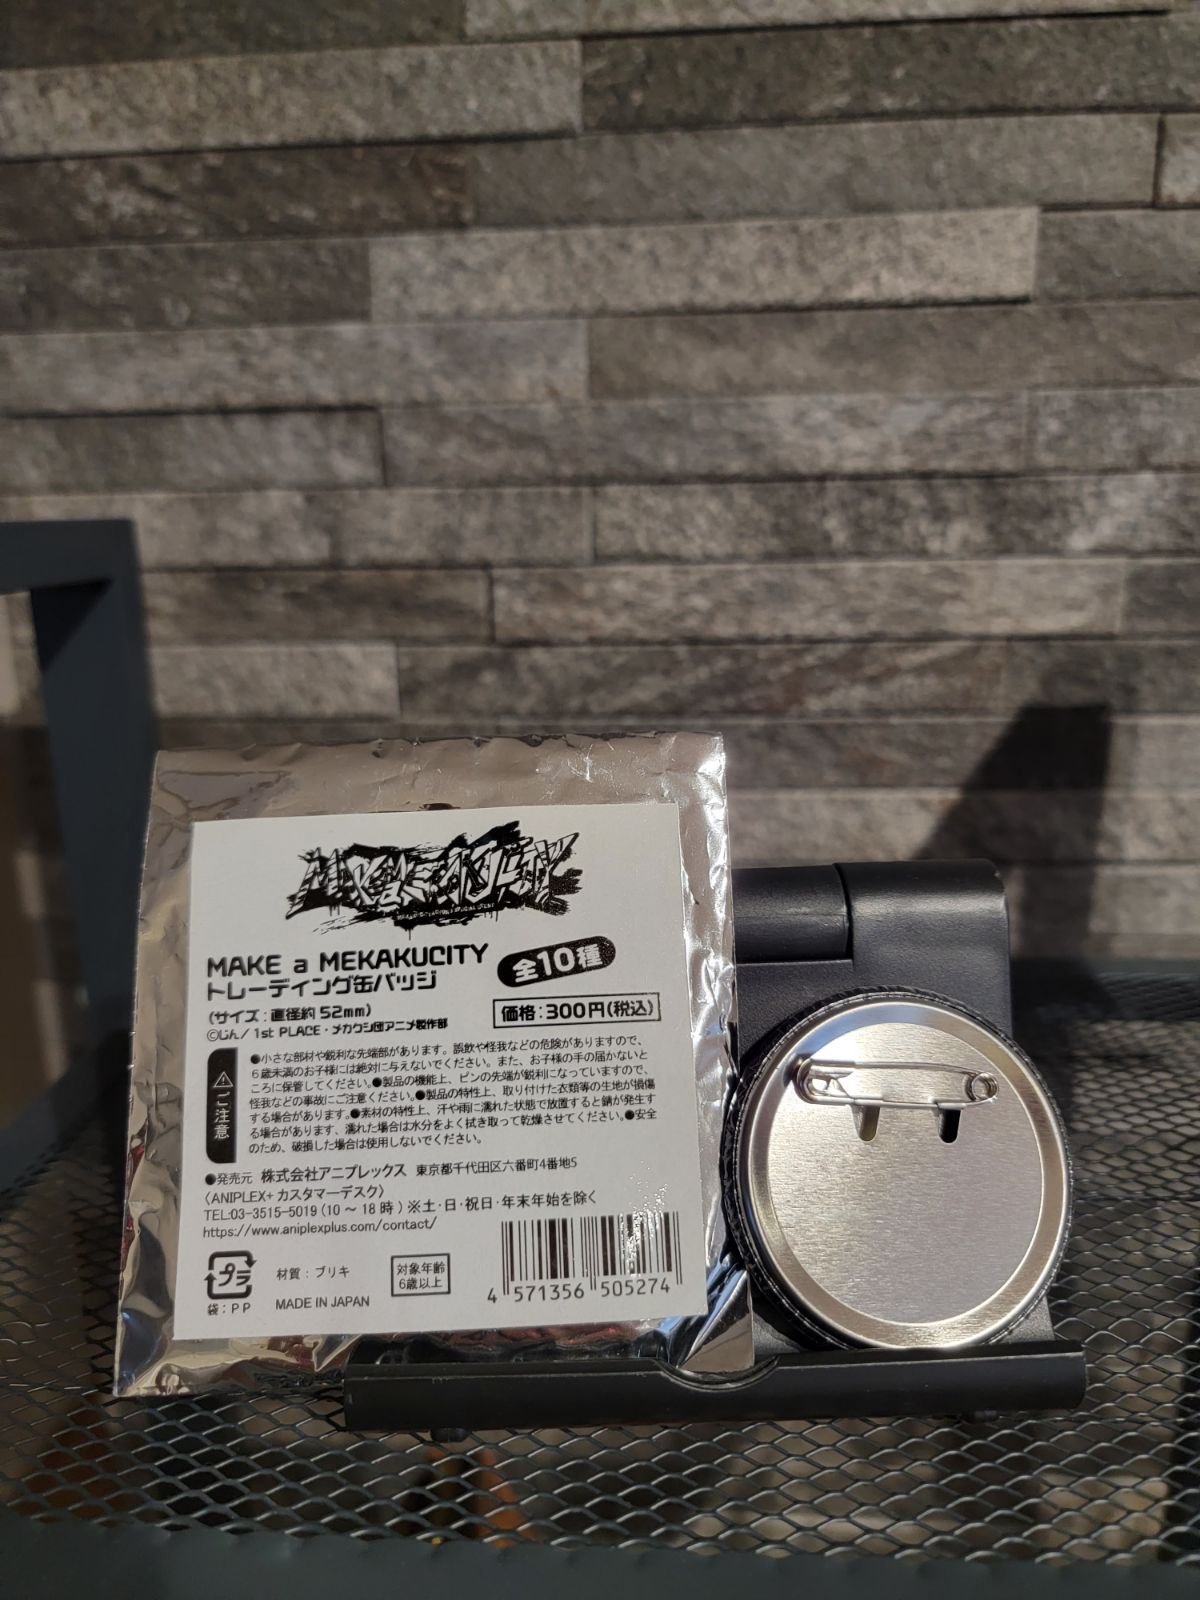 MAKE a MEKAKUCITY
トレーディング缶バッジ
全10種
(サイズ:直径約52mm)
価格:300円(税込)
©じん/1st PLACE・メカクシ団アニメ製作部
⚠ご注意
●小さな部材や鋭利な先端部があります。誤飲や怪我などの危険がありますので、
6歳未満のお子様には絶対に与えないでください。また、お子様の手の届かないと
ころに保管してください。●製品の機能上、ピンの先端が鋭利になっていますので、
怪我などの事故にご注意ください。●製品の特性上、取り付けた衣類等の生地が損傷
する場合があります。●素材の特性上、汗や雨に濡れた状態で放置すると錆が発生す
る場合があります、濡れた場合は水分をよく拭き取って乾燥させてください。●安全
のため、破損した場合は使用しないでください。
●発売元 株式会社アニプレックス 東京都千代田区六番町4番地5
〈ANIPLEX+ カスタマーデスク〉
TEL:03-3515-5019(10～18時)※土・日・祝日・年末年始を除く
https://www.aniplexplus.com/contact/
プラ
袋:PP
材質:ブリキ
MADE IN JAPAN
対象年齢
6歳以上
4 571356 505274